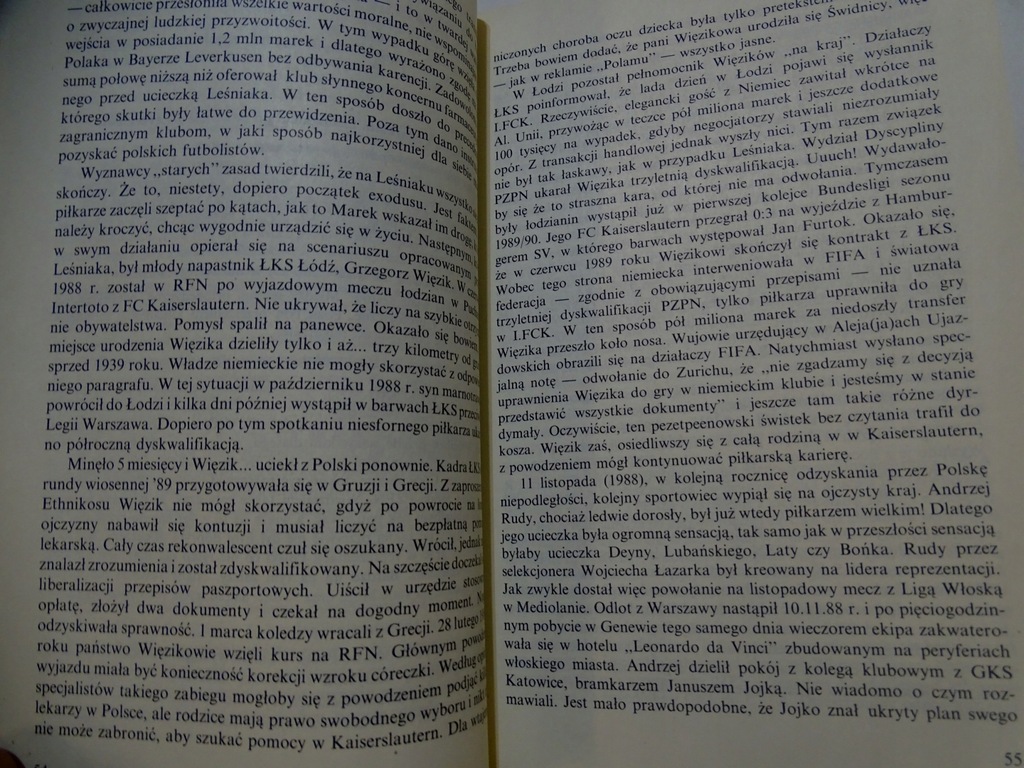 — całkowicie przesłoniła wszelkie wartości moralne, nie
o zwyczajnej ludzkiej przyzwoitości. W tym wypadku górę
wejścia w posiadanie 1,2 mln marek i dlatego wyrażono zgodę
Polaka w Bayerze Leverkusen bez odbywania karencji.
sumą połowę niższą niż oferował klub słynnego koncernu
nego przed ucieczką Leśniaka. W ten sposób doszło do
którego skutki były łatwe do przewidzenia. Poza tym dano
zagranicznym klubom, w jaki sposób najkorzystniej dla siebie
pozyskać polskich futbolistów.
Wyznawcy „starych" zasad twierdzili, że na Leśniaku wszystko
skończy. Że to, niestety, dopiero początek exodusu. Jest
piłkarze zaczęli szeptać po kątach, jak to Marek wskazał im drogę,
należy kroczyć, chcąc wygodnie urządzić się w życiu. Następnym,
w swym działaniu opierał się na scenariuszu opracowanym
Leśniaka, był młody napastnik ŁKS Łódź, Grzegorz Więzik. W
1988 r. został w RFN po wyjazdowym meczu łodzian w
Intertoto z FC Kaiserslautern. Nie ukrywał, że liczy na szybkie
nie obywatelstwa. Pomysł spalił na panewce. Okazało się bowiem
miejsce urodzenia Więzika dzieliły tylko i aż... trzy kilometry od
sprzed 1939 roku. Władze niemieckie nie mogły skorzystać z
niego paragrafu. W tej sytuacji w październiku 1988 r. syn
powrócił do Łodzi i kilka dni później wystąpił w barwach ŁKS
Legii Warszawa. Dopiero po tym spotkaniu niesfornego piłkarza
no półroczną dyskwalifikacją.
Minęło 5 miesięcy i Więzik... uciekł z Polski ponownie. Kadra ŁKS
rundy wiosennej '89 przygotowywała się w Gruzji i Grecji. Z
Ethnikosu Więzik nie mógł skorzystać, gdyż po powrocie na
ojczyzny nabawił się kontuzji i musiał liczyć na bezpłatną
lekarską. Cały czas rekonwalescent czuł się oszukany. Wrócił, jednak
znalazł zrozumienia i został zdyskwalifikowany. Na szczęście
liberalizacji przepisów paszportowych. Uiścił w urzędzie
opłatę, złożył dwa dokumenty i czekał na dogodny moment.
odzyskiwała sprawność. 1 marca koledzy wracali z Grecji. 28 lutego
roku państwo Więzikowie wzięli kurs na RFN. Głównym
wyjazdu miała być konieczność korekcji wzroku córeczki. Według
specjalistów takiego zabiegu mogłoby się z powodzeniem podjąć
lekarzy w Polsce, ale rodzice mają prawo swobodnego wyboru i
nie może zabronić, aby szukać pomocy w Kaiserslautern. Dla
niczonych choroba oczu dziecka była tylko pretekstem.
Trzeba bowiem dodać, że pani Więzikowa urodziła się Świdnicy, więc
— jak w reklamie „Polamu" — wszystko jasne.
W Łodzi pozostał pełnomocnik Więzików „na kraj". Działaczy
ŁKS poinformował, że lada dzień w Łodzi pojawi się wysłannik
I.FCK. Rzeczywiście, elegancki gość z Niemiec zawitał wkrótce na
Al. Unii, przywożąc w teczce pół miliona marek i jeszcze dodatkowe
100 tysięcy na wypadek, gdyby negocjatorzy stawiali niezrozumiały
opór. Z transakcji handlowej jednak wyszły nici. Tym razem związek
nie był tak łaskawy, jak w przypadku Leśniaka. Wydział Dyscypliny
PZPN ukarał Więzika trzyletnią dyskwalifikacją. Uuuch! Wydawało-
by się że to straszna kara, od której nie ma odwołania. Tymczasem
były łodzianin wystąpił już w pierwszej kolejce Bundesligi sezonu
1989/90. Jego FC Kaiserslautern przegrał 0:3 na wyjeździe z Hambur-
gerem SV, w którego barwach występował Jan Furtok. Okazało się,
że w czerwcu 1989 roku Więzikowi skończył się kontrakt z ŁKS.
Wobec tego strona niemiecka interweniowała w FIFA i światowa
federacja — zgodnie z obowiązującymi przepisami — nie uznała
trzyletniej dyskwalifikacji PZPN, tylko piłkarza uprawniła do gry
w I.FCK. W ten sposób pół miliona marek za niedoszły transfer
Więzika przeszło koło nosa. Wujowie urzędujący w Aleja(ja)ach Ujaz-
dowskich obrazili się na działaczy FIFA. Natychmiast wysłano spec-
jalną notę — odwołanie do Zurichu, że „nie zgadzamy się z decyzją
uprawnienia Więzika do gry w niemieckim klubie i jesteśmy w stanie
przedstawić wszystkie dokumenty" i jeszcze tam takie różne dyr-
dymały. Oczywiście, ten pezetpeenowski świstek bez czytania trafił do
kosza. Więzik zaś, osiedliwszy się z całą rodziną w w Kaiserslautern,
z powodzeniem mógł kontynuować piłkarską karierę.
11 listopada (1988), w kolejną rocznicę odzyskania przez Polskę
niepodległości, kolejny sportowiec wypiął się na ojczysty kraj. Andrzej
Rudy, chociaż ledwie dorosły, był już wtedy piłkarzem wielkim! Dlatego
jego ucieczka była ogromną sensacją, tak samo jak w przeszłości sensacją
byłaby ucieczka Deyny, Lubańskiego, Laty czy Bońka. Rudy przez
selekcjonera Wojciecha Łazarka był kreowany na lidera reprezentacji.
Jak zwykle dostał więc powołanie na listopadowy mecz z Ligą Włoską
w Mediolanie. Odlot z Warszawy nastąpił 10.11.88 r. i po pięciogodzin-
nym pobycie w Genewie tego samego dnia wieczorem ekipa zakwatero-
wała się w hotelu „Leonardo da Vinci" zbudowanym na peryferiach
włoskiego miasta. Andrzej dzielił pokój z kolegą klubowym z GKS
Katowice, bramkarzem Januszem Jojką. Nie wiadomo o czym roz-
mawiali. Jest mało prawdopodobne, że Jojko znał ukryty plan swego
55